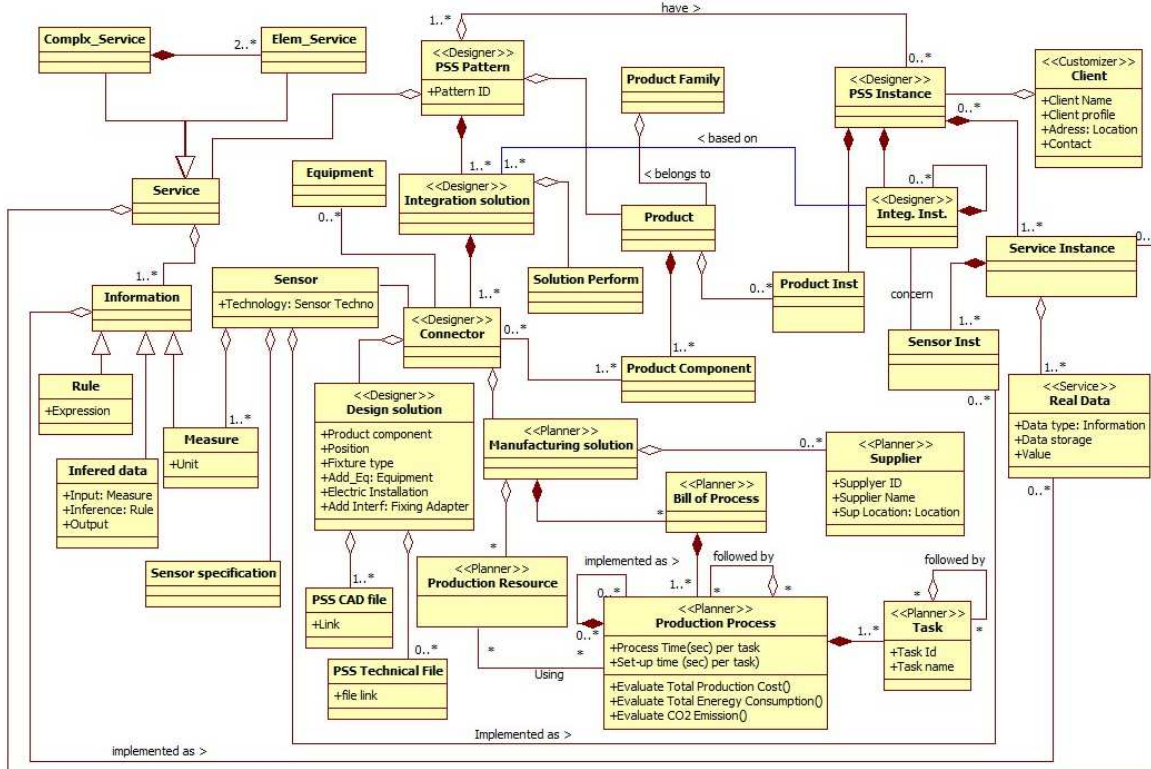 have >
1..*
0..*
Complx_Service
2..*
Elem_Service
<<Designer>>
PSS Pattern
+Pattern ID
Product Family
<<Designer>>
PSS Instance
<<Customizer>>
Client
+Client Name
+Client profile
+Adress: Location
+Contact
0..*
< based on
Equipment
0..*
1..*
1..*
<<Designer>>
Integration solution
< belongs to
0..*
<<Designer>>
Integ. Inst.
Service
Product
1..*
0..
Service Instance
1..*
Information
Sensor
+Technology: Sensor Techno
Solution Perform
0..*
Product Inst
concern
1..*
<<Designer>>
Connector
0..*
1..*
Sensor Inst
1..*
1..*
Product Component
0..*
1..*
Rule
+Expression
<<Designer>>
Design solution
+Product component
+Position
+Fixture type
+Add_Eq: Equipment
+Electric Installation
+Add Interf: Fixing Adapter
<<Service>>
Real Data
+Data type: Information
+Data storage
+Value
0..*
1..*
Measure
+Unit
<<Planner>>
Manufacturing solution
0..*
<<Planner>>
Supplier
+Supplyer ID
+Supplier Name
+Sup Location: Location
Infered data
+Input: Measure
+Inference: Rule
+Output
<<Planner>>
Bill of Process
*
*
Sensor specification
1..*
PSS CAD file
+Link
<<Planner>>
Production Resource
implemented as >
0..*
0..*
1..*
followed by
*
*
followed by
*
*
<<Planner>>
Production Process
+Process Time(sec) per task
+Set-up time (sec) per task)
+Evaluate Total Production Cost()
+Evaluate Total Eneregy Consumption()
+Evaluate CO2 Emission()
1..*
<<Planner>>
Task
+Task Id
+Task name
0..*
PSS Technical File
+file link
*
*
Using
implemented as >
Implemented as >